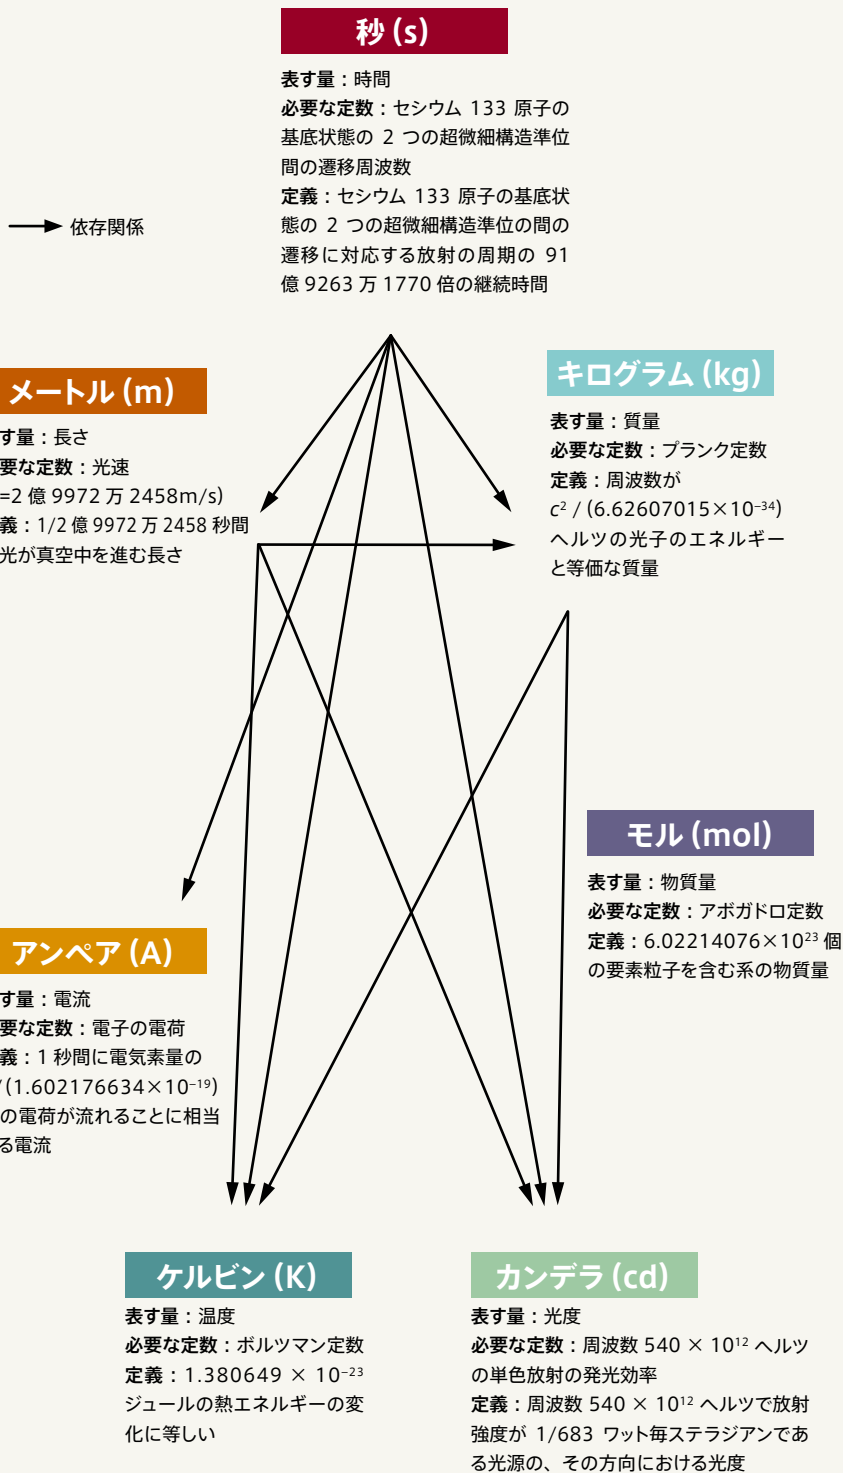 秒 (s)
表す量：時間
必要な定数：セシウム 133 原子の
基底状態の 2 つの超微細構造準位
間の遷移周波数
定義：セシウム 133 原子の基底状
態の 2 つの超微細構造準位の間の
遷移に対応する放射の周期の 91
億 9263 万 1770 倍の継続時間
依存関係
メートル (m)
す量：長さ
要な定数：光速
=2 億 9972 万 2458m/s)
義：1/2 億 9972 万 2458 秒間
光が真空中を進む長さ
キログラム (kg)
表す量：質量
必要な定数：プランク定数
定義：周波数が
c² / (6.62607015×10⁻³⁴)
ヘルツの光子のエネルギー
と等価な質量
モル (mol)
表す量：物質量
必要な定数：アボガドロ定数
定義：6.02214076×10²³ 個
の要素粒子を含む系の物質量
アンペア (A)
す量：電流
要な定数：電子の電荷
義：1 秒間に電気素量の
/(1.602176634×10⁻¹⁹)
の電荷が流れることに相当
る電流
ケルビン (K)
表す量：温度
必要な定数：ボルツマン定数
定義：1.380649 × 10⁻²³
ジュールの熱エネルギーの変
化に等しい
カンデラ (cd)
表す量：光度
必要な定数：周波数 540 × 10¹² ヘルツ
の単色放射の発光効率
定義：周波数 540 × 10¹² ヘルツで放射
強度が 1/683 ワット毎ステラジアンであ
る光源の、その方向における光度